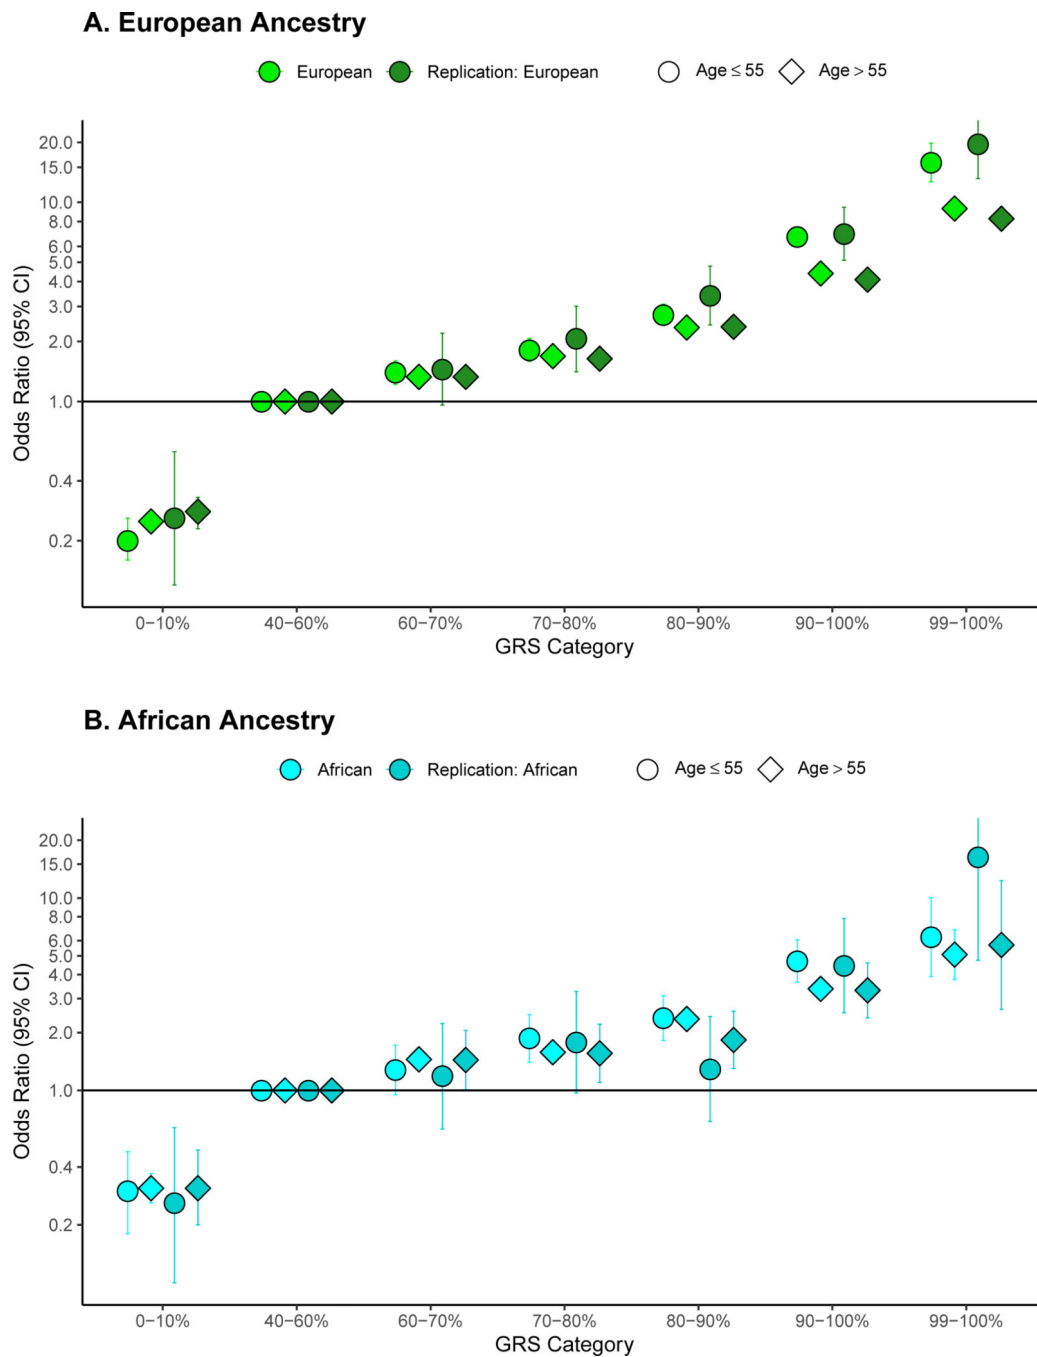 A. European Ancestry
European Replication: European Age ≤ 55 Age > 55
20.0
15.0
10.0
8.0
6.0
5.0
4.0
3.0
2.0
1.0
0.4
0.2
Odds Ratio (95% CI)
0−10% 40−60% 60−70% 70−80% 80−90% 90−100% 99−100%
GRS Category
B. African Ancestry
African Replication: African Age ≤ 55 Age > 55
20.0
15.0
10.0
8.0
6.0
5.0
4.0
3.0
2.0
1.0
0.4
0.2
Odds Ratio (95% CI)
0−10% 40−60% 60−70% 70−80% 80−90% 90−100% 99−100%
GRS Category